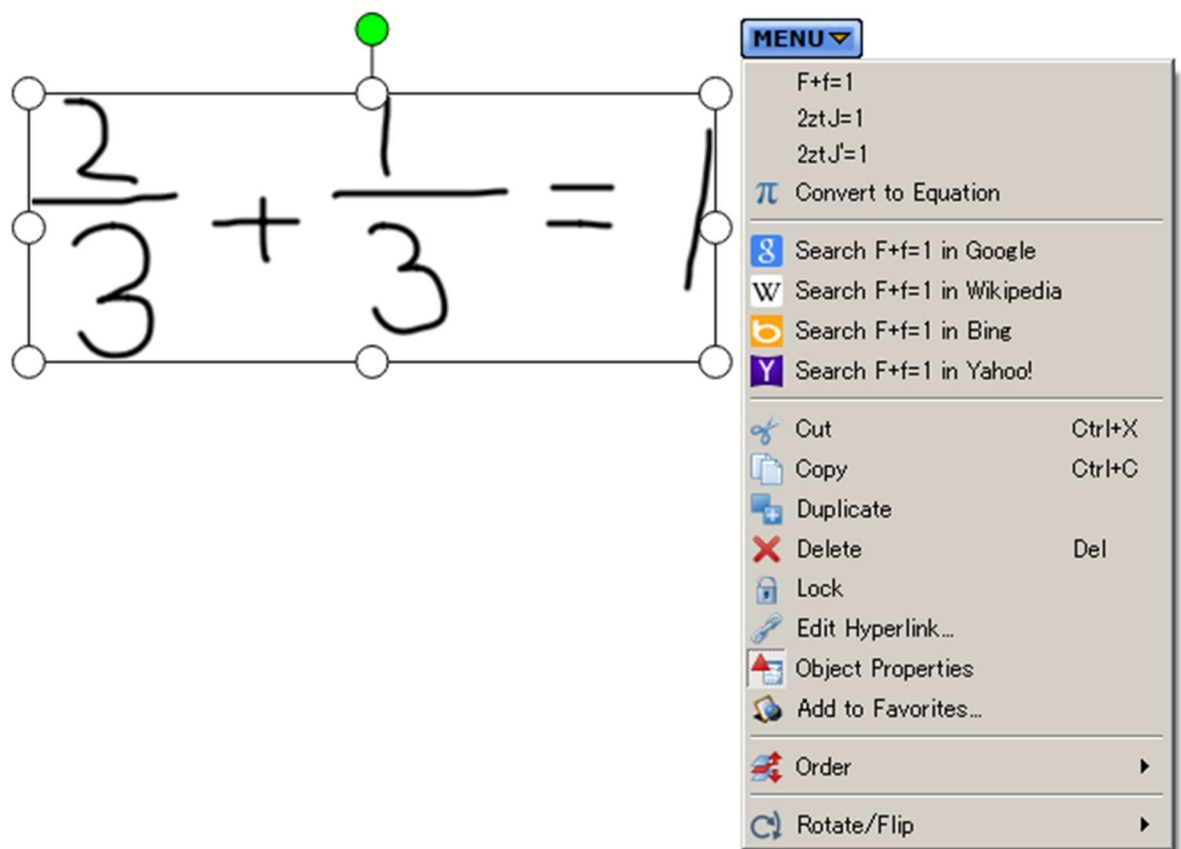 2/3 + 1/3 = 1
MENU
F+f=1
2ztJ=1
2ztJ'=1
π Convert to Equation
Search F+f=1 in Google
W Search F+f=1 in Wikipedia
b Search F+f=1 in Bing
Y Search F+f=1 in Yahoo!
Cut Ctrl+X
Copy Ctrl+C
Duplicate
Delete Del
Lock
Edit Hyperlink...
Object Properties
Add to Favorites...
Order
Rotate/Flip